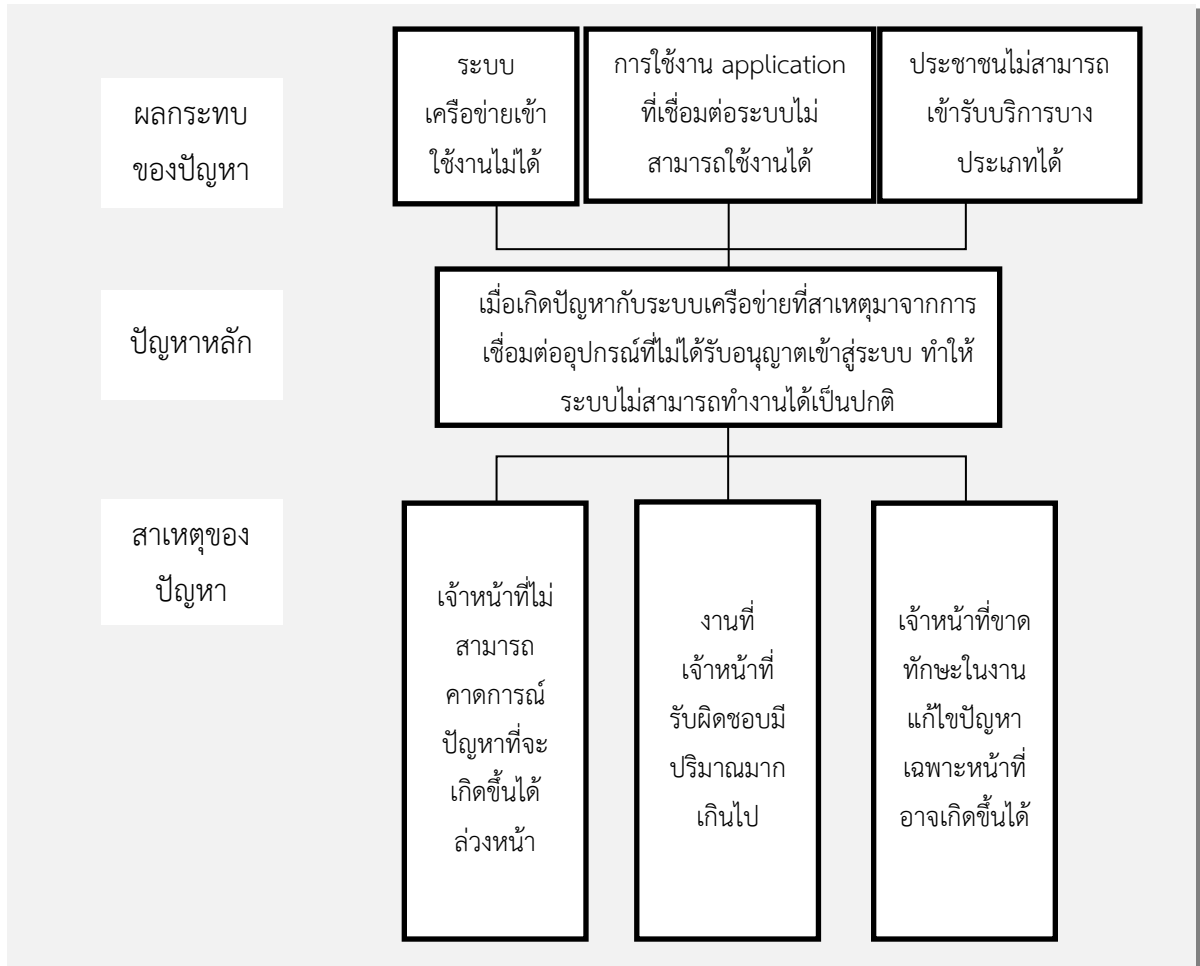 ผลกระทบ
ของปัญหา
ระบบ
เครือข่ายเข้า
ใช้งานไม่ได้
การใช้งาน application
ที่เชื่อมต่อระบบไม่
สามารถใช้งานได้
ประชาชนไม่สามารถ
เข้ารับบริการบาง
ประเภทได้
ปัญหาหลัก
เมื่อเกิดปัญหากับระบบเครือข่ายที่สาเหตุมาจากการ
เชื่อมต่ออุปกรณ์ที่ไม่ได้รับอนุญาตเข้าสู่ระบบ ทำให้
ระบบไม่สามารถทำงานได้เป็นปกติ
สาเหตุของ
ปัญหา
เจ้าหน้าที่ไม่
สามารถ
คาดการณ์
ปัญหาที่จะ
เกิดขึ้นได้
ล่วงหน้า
งานที่
เจ้าหน้าที่
รับผิดชอบมี
ปริมาณมาก
เกินไป
เจ้าหน้าที่ขาด
ทักษะในงาน
แก้ไขปัญหา
เฉพาะหน้าที่
อาจเกิดขึ้นได้